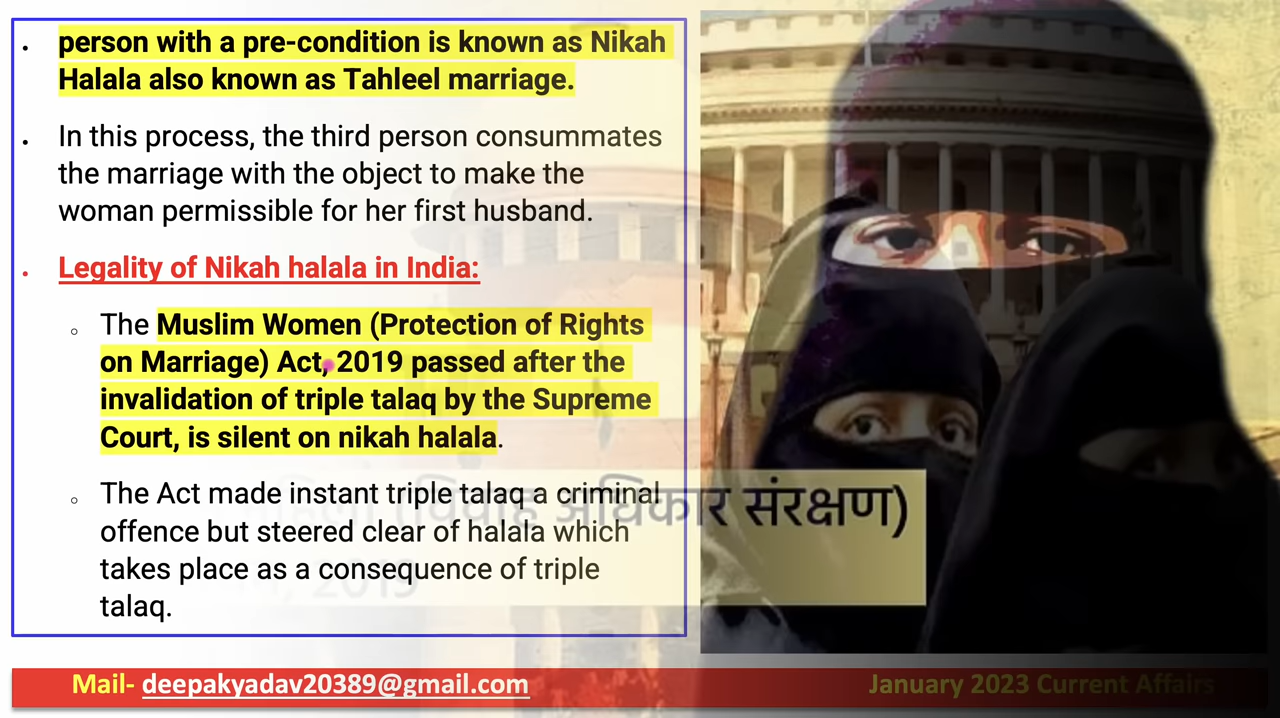 person with a pre-condition is known as Nikah
Halala also known as Tahleel marriage.
In this process, the third person consummates
the marriage with the object to make the
woman permissible for her first husband.
Legality of Nikah halala in India:
The Muslim Women (Protection of Rights
on Marriage) Act, 2019 passed after the
invalidation of triple talaq by the Supreme
Court, is silent on nikah halala.
The Act made instant triple talaq a criminal
offence but steered clear of halala which
takes place as a consequence of triple
talaq.
महिला (विवाह अधिकार संरक्षण)
2019
Mail- deepakyadav20389@gmail.com
January 2023 Current Affairs